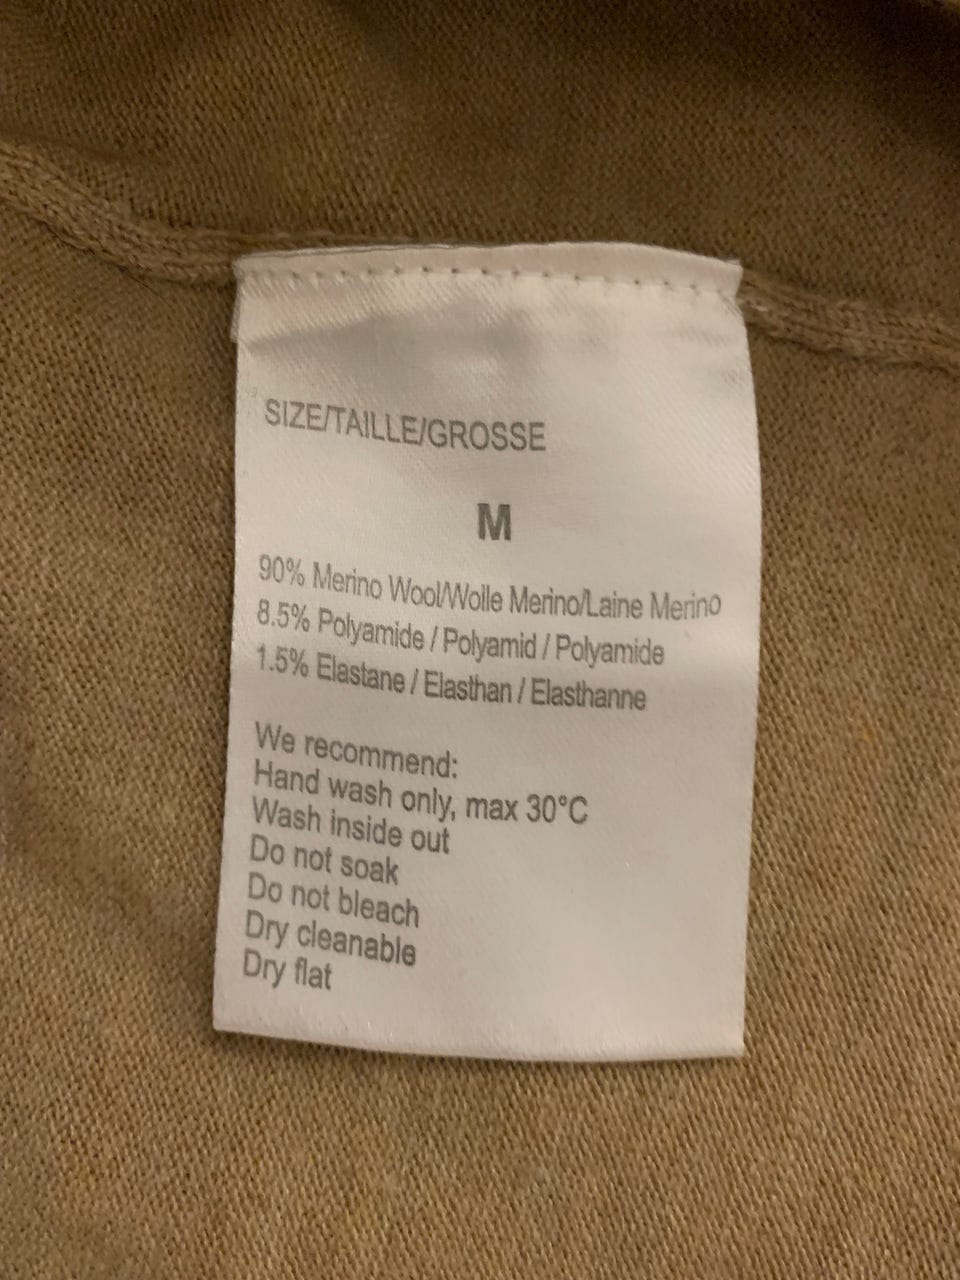 SIZE/TAILLE/GROSSE
M
90% Merino Wool/Wolle Merino/Laine Merino
8.5% Polyamide / Polyamid / Polyamide
1.5% Elastane / Elasthan / Elasthanne
We recommend:
Hand wash only, max 30°C
Wash inside out
Do not soak
Do not bleach
Dry cleanable
Dry flat